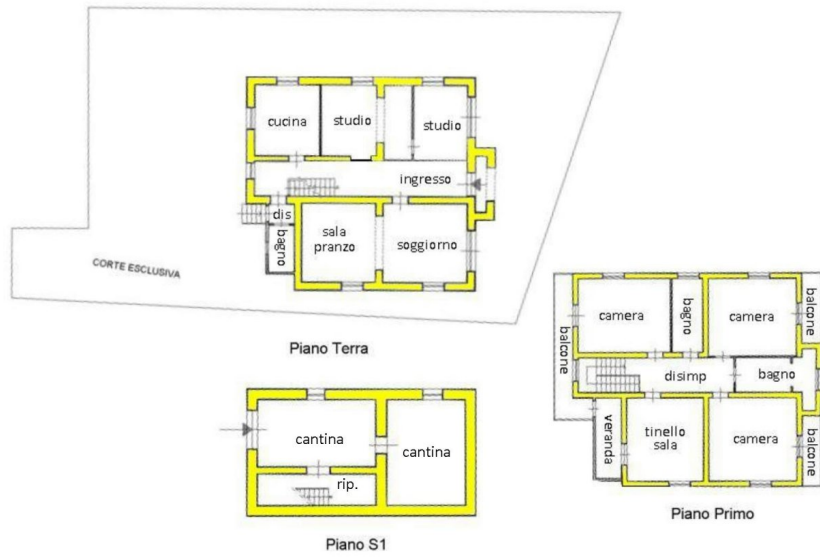 cucina
studio
studio
ingresso
dis
bagno
sala
pranzo
soggiorno
CORTE ESCLUSIVA
Piano Terra
camera
bagno
camera
balcone
balcone
disimp
bagno
veranda
tinello
sala
camera
balcone
Piano Primo
cantina
cantina
rip.
Piano S1